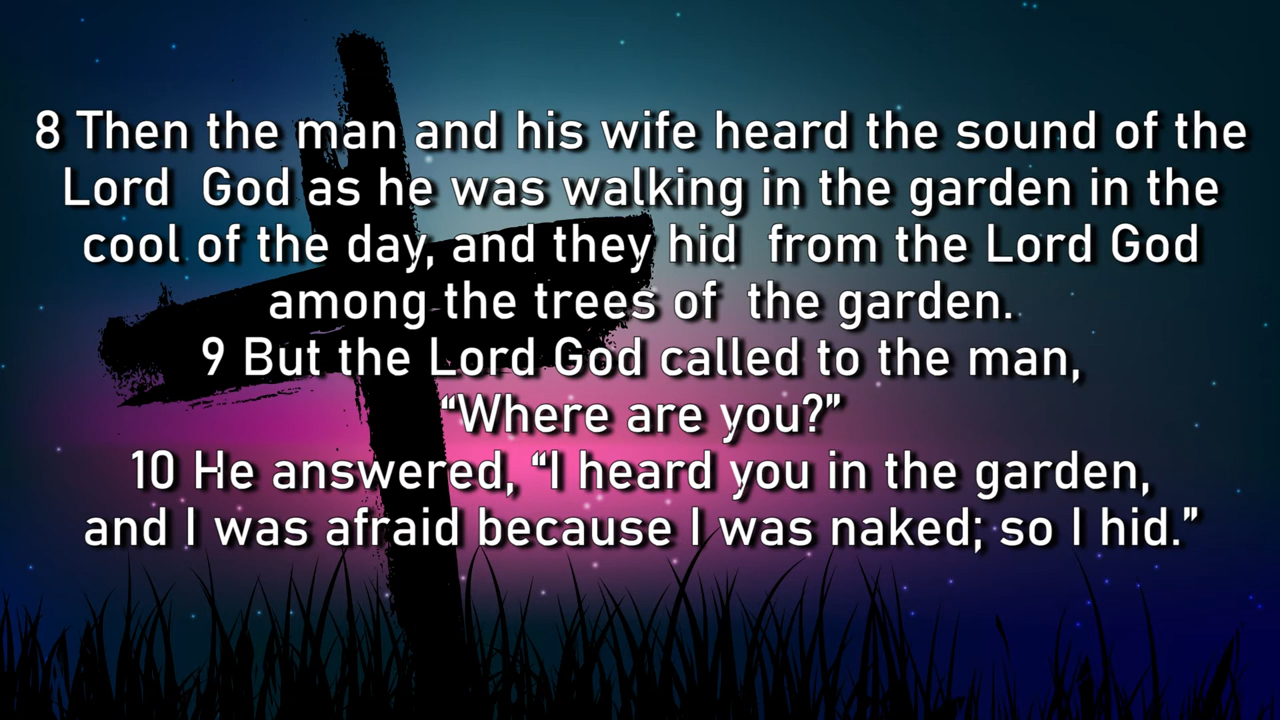 8 Then the man and his wife heard the sound of the
Lord  God as he was walking in the garden in the
cool of the day, and they hid  from the Lord God
among the trees of  the garden.
9 But the Lord God called to the man,
“Where are you?”
10 He answered, “I heard you in the garden,
and I was afraid because I was naked; so I hid.”